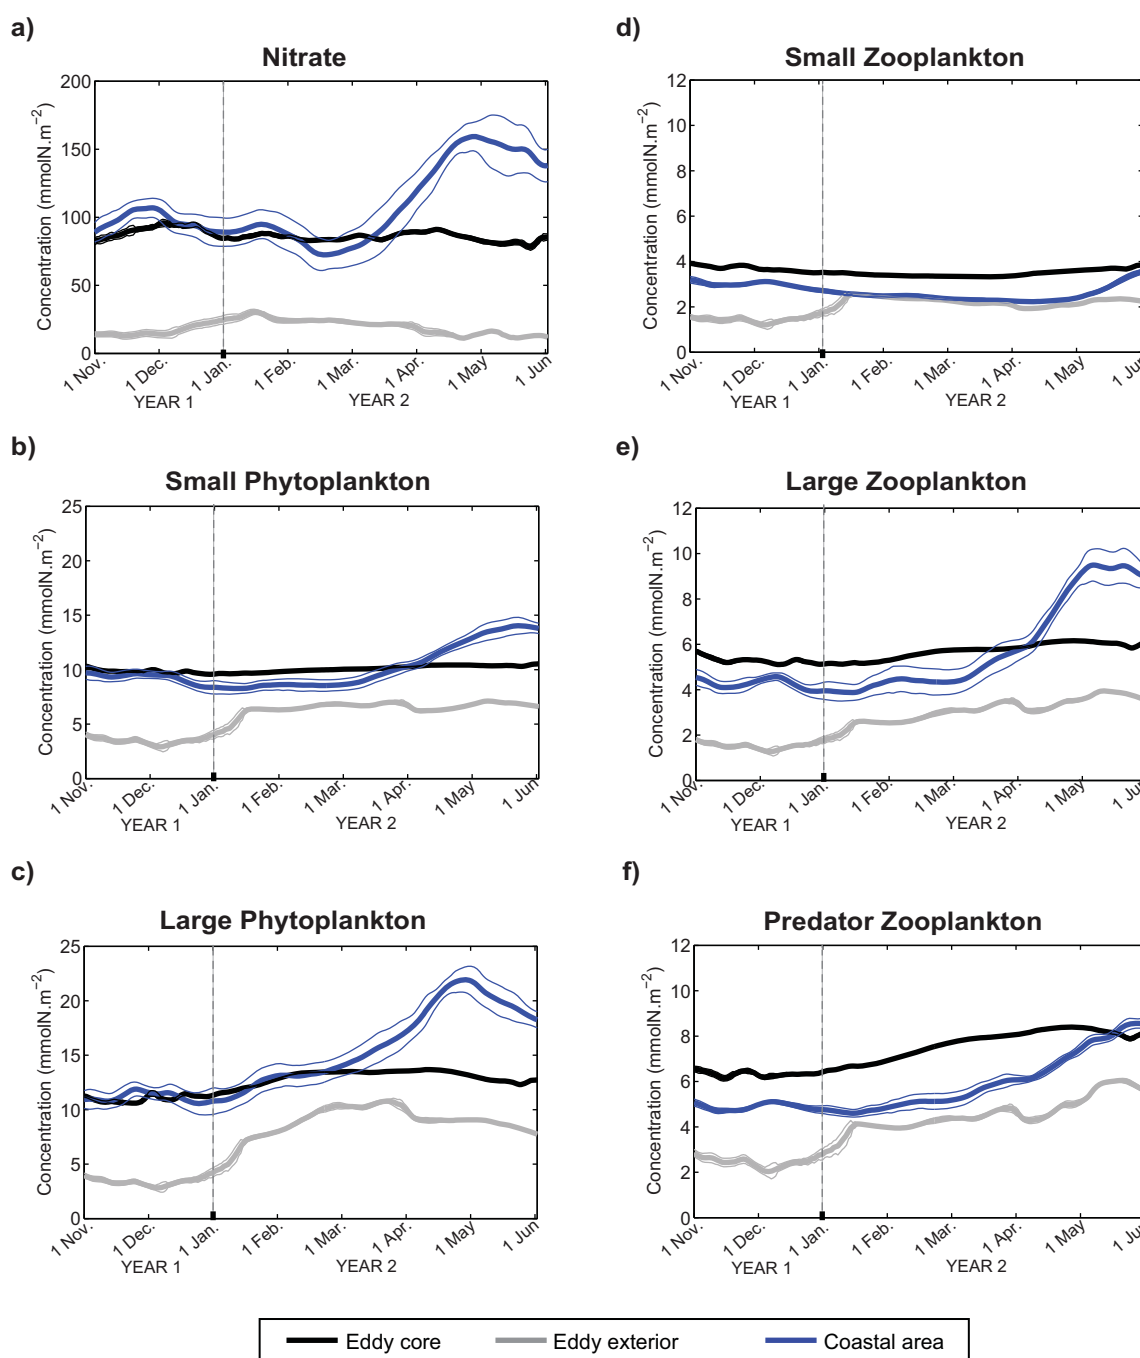 a)
Nitrate
Concentration (mmolN.m−2)
200
150
100
50
0
1 Nov.
1 Dec.
1 Jan.
1 Feb.
1 Mar.
1 Apr.
1 May
1 Jun
YEAR 1
YEAR 2
b)
Small Phytoplankton
Concentration (mmolN.m−2)
25
20
15
10
5
0
1 Nov.
1 Dec.
1 Jan.
1 Feb.
1 Mar.
1 Apr.
1 May
1 Jun
YEAR 1
YEAR 2
c)
Large Phytoplankton
Concentration (mmolN.m−2)
25
20
15
10
5
0
1 Nov.
1 Dec.
1 Jan.
1 Feb.
1 Mar.
1 Apr.
1 May
1 Jun
YEAR 1
YEAR 2
d)
Small Zooplankton
Concentration (mmolN.m−2)
12
10
8
6
4
2
0
1 Nov.
1 Dec.
1 Jan.
1 Feb.
1 Mar.
1 Apr.
1 May
1 Jun
YEAR 1
YEAR 2
e)
Large Zooplankton
Concentration (mmolN.m−2)
12
10
8
6
4
2
0
1 Nov.
1 Dec.
1 Jan.
1 Feb.
1 Mar.
1 Apr.
1 May
1 Jun
YEAR 1
YEAR 2
f)
Predator Zooplankton
Concentration (mmolN.m−2)
12
10
8
6
4
2
0
1 Nov.
1 Dec.
1 Jan.
1 Feb.
1 Mar.
1 Apr.
1 May
1 Ju
YEAR 1
YEAR 2
Eddy core
Eddy exterior
Coastal area